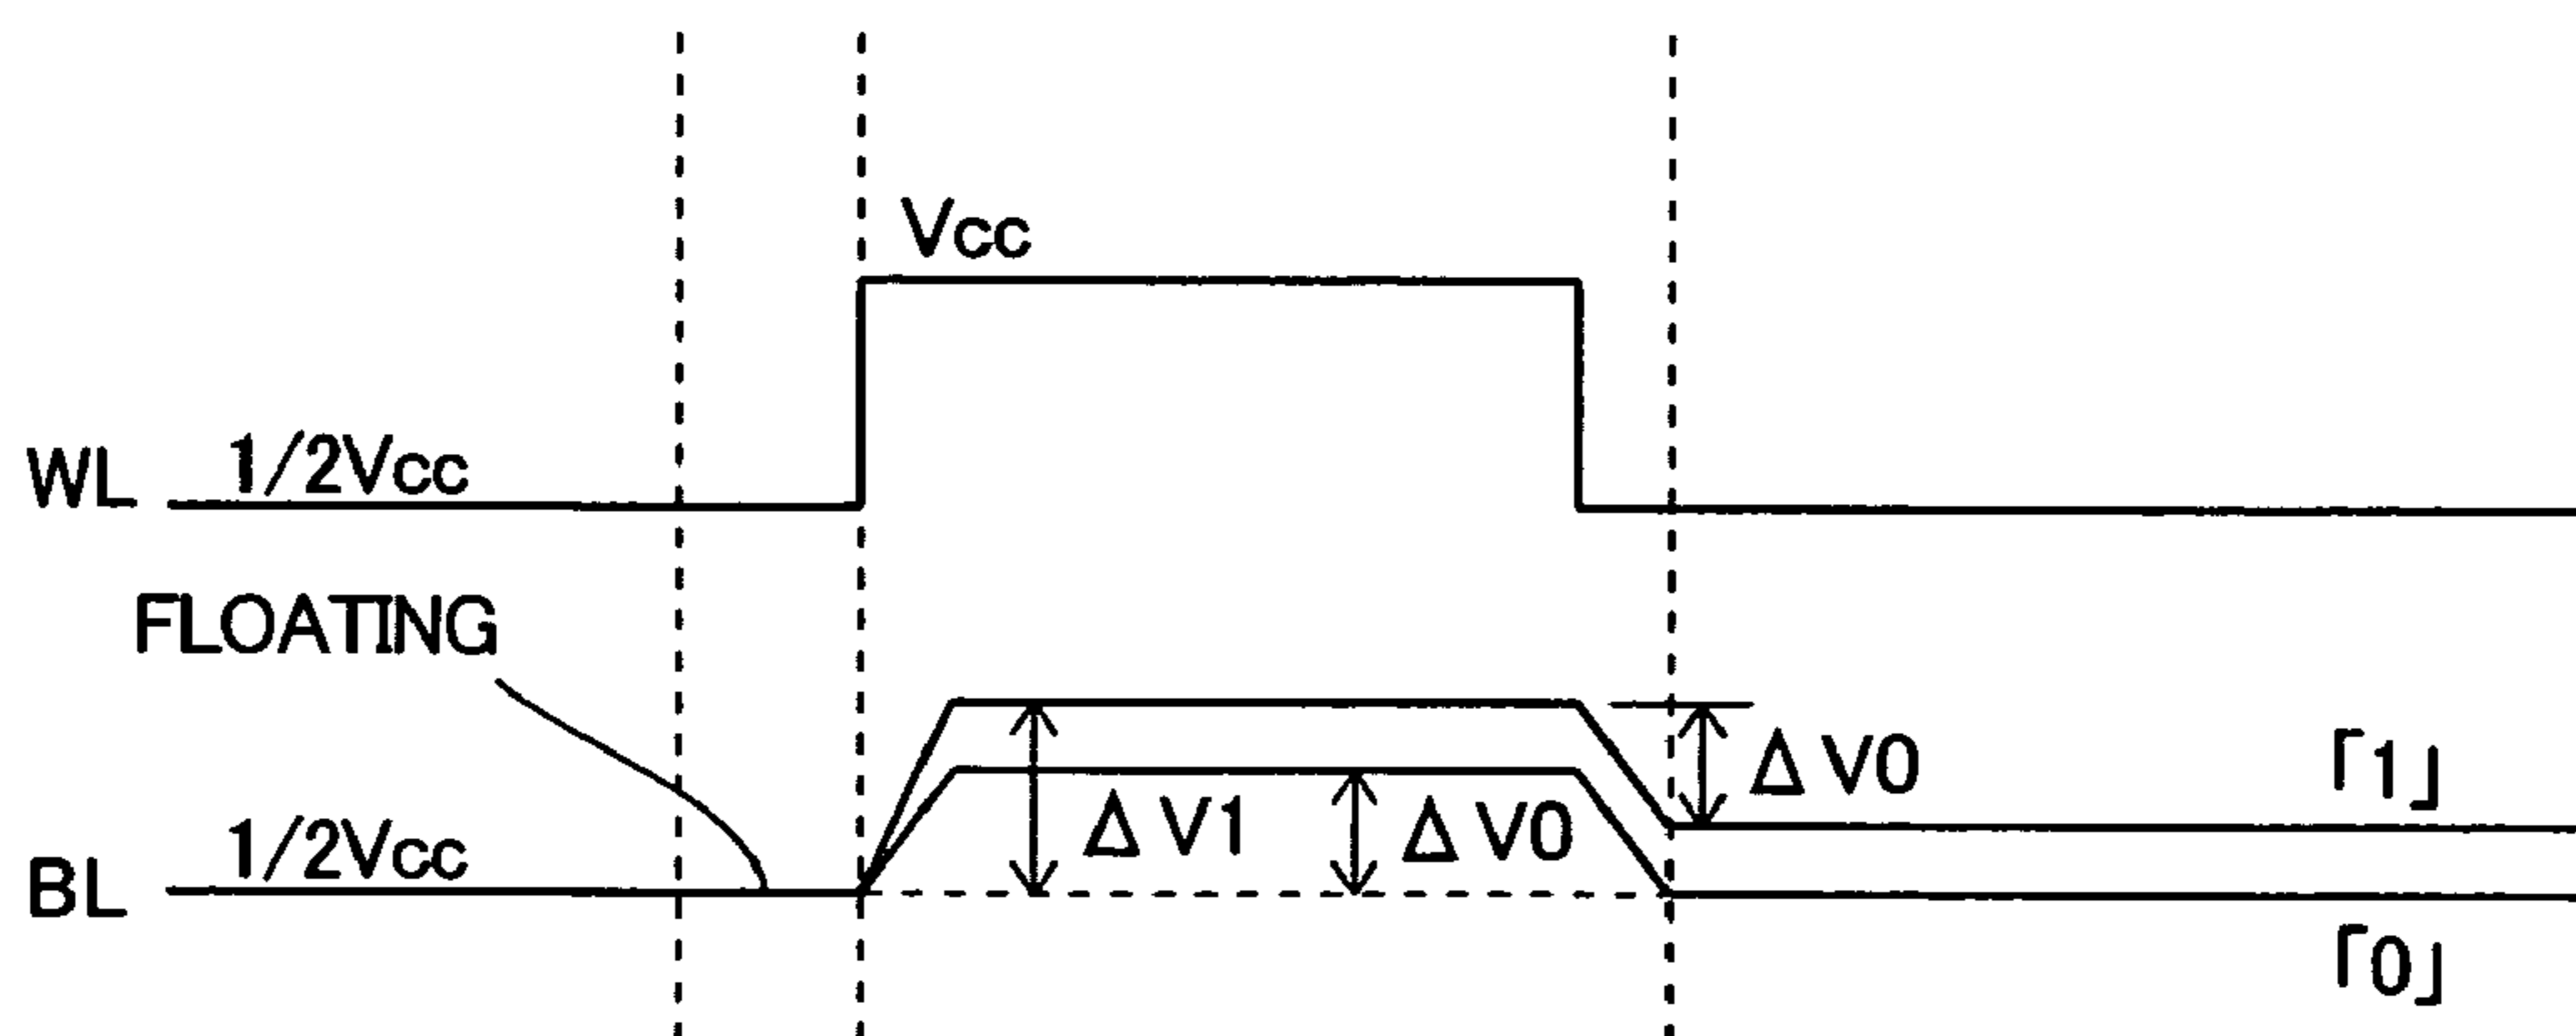 Vcc
WL 1/2Vcc
FLOATING
ΔV1
ΔV0
ΔV0
「1」
BL 1/2Vcc
「0」